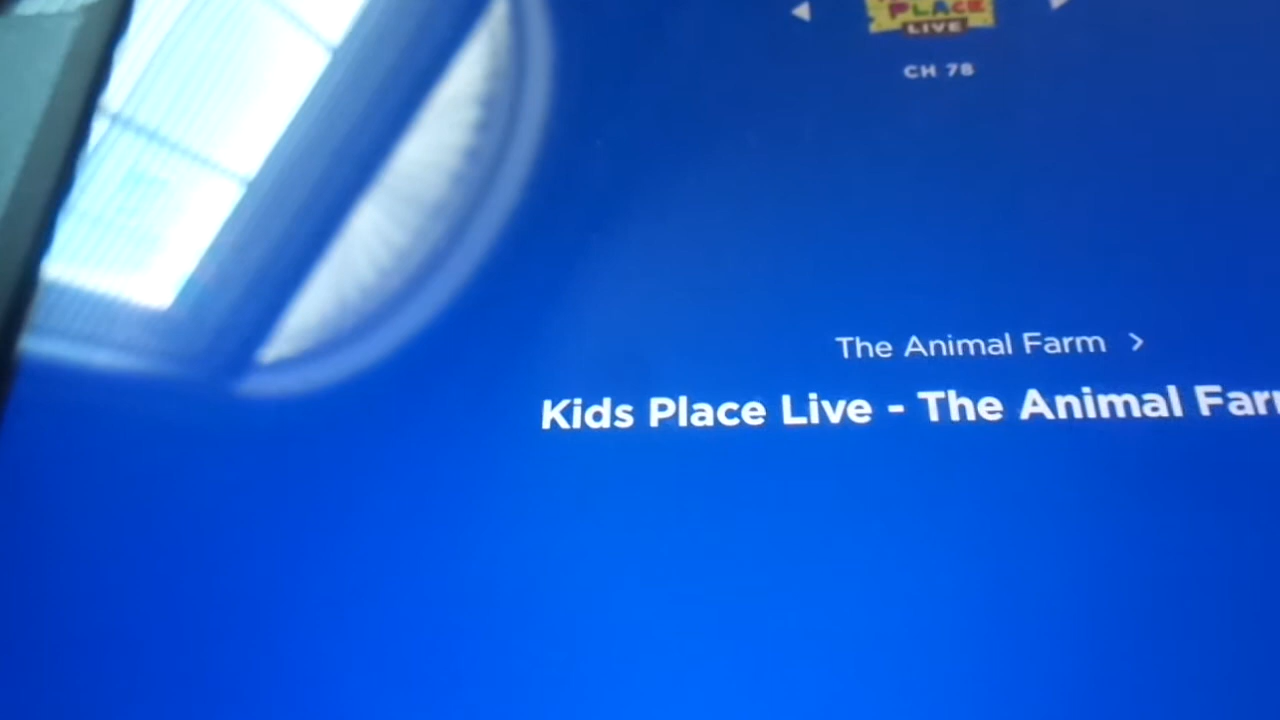 PLACE
LIVE
CH 78
The Animal Farm
Kids Place Live - The Animal Far